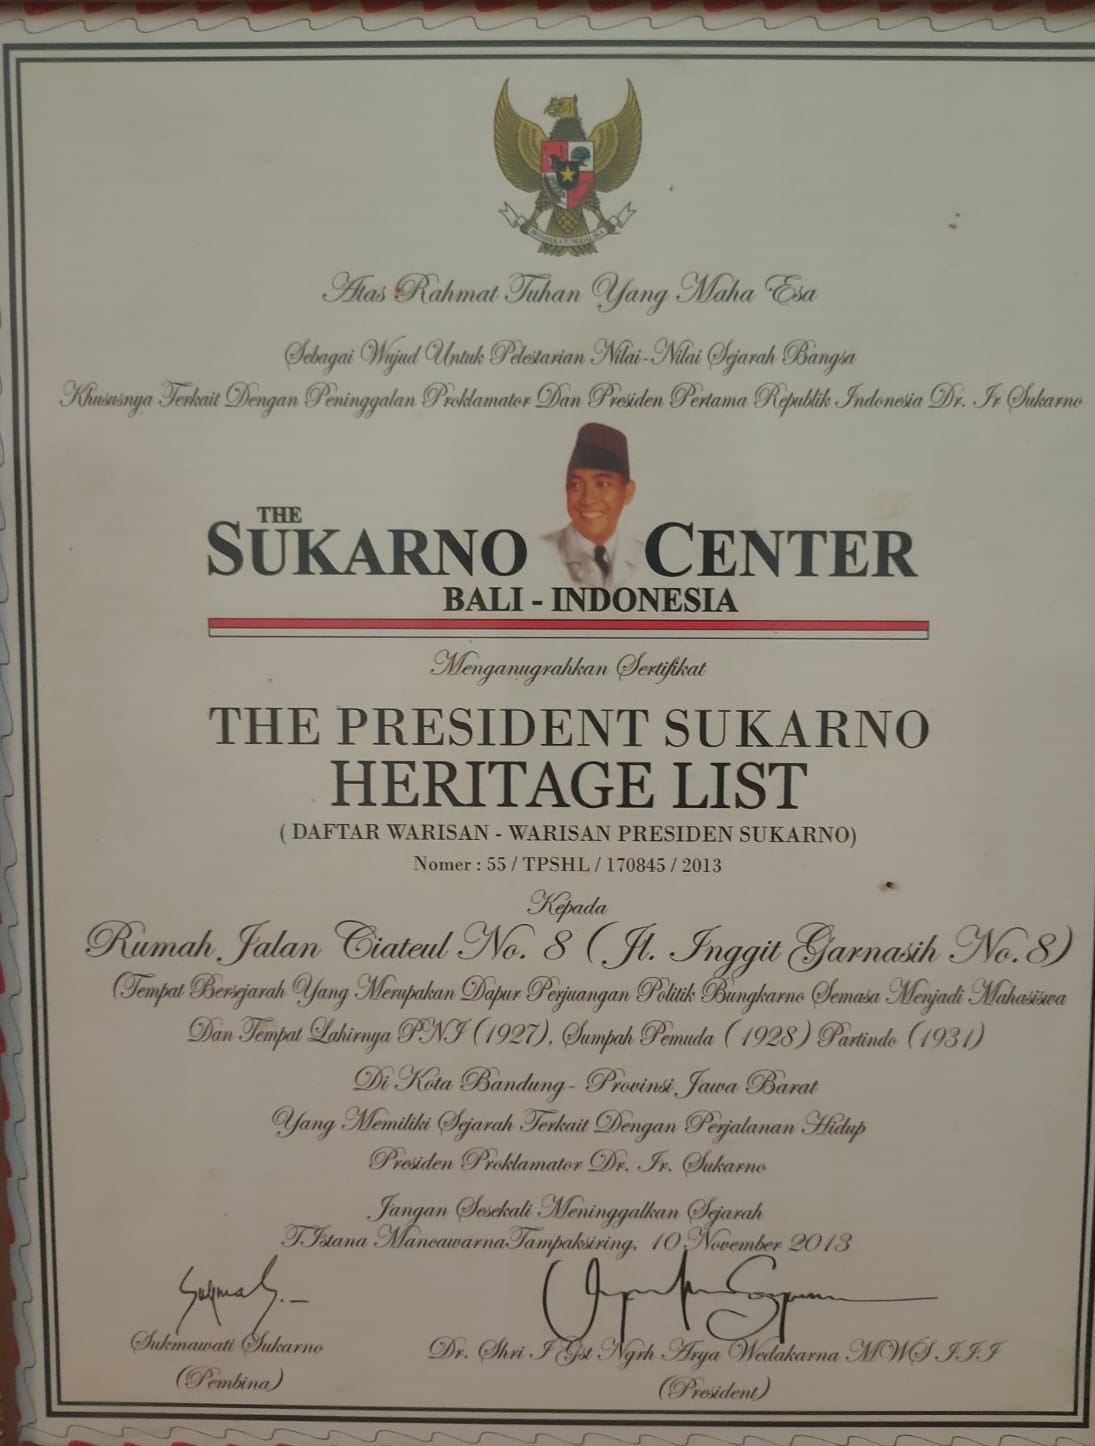 Atas Rahmat Tuhan Yang Maha Esa
Sebagai Wujud Untuk Pelestarian Nilai-Nilai Sejarah Bangsa
Khususnya Terkait Dengan Peninggalan Proklamator Dan Presiden Pertama Republik Indonesia Dr. Ir Sukarno
THE
SUKARNO CENTER
BALI - INDONESIA
Menganugrahkan Sertifikat
THE PRESIDENT SUKARNO
HERITAGE LIST
( DAFTAR WARISAN - WARISAN PRESIDEN SUKARNO)
Nomer : 55 / TPSHL / 170845 / 2013
Kepada
Rumah Jalan Ciateul No. 8 ( Jl. Inggit Garnasih No.8)
(Tempat Bersejarah Yang Merupakan Dapur Perjuangan Politik Bungkarno Semasa Menjadi Mahasiswa
Dan Tempat Lahirnya PNI (1927), Sumpah Pemuda ( 1928) Partindo (1931)
Di Kota Bandung - Provinsi Jawa Barat
Yang Memiliki Sejarah Terkait Dengan Perjalanan Hidup
Presiden Proklamator Dr. Ir. Sukarno
Jangan Sesekali Meninggalkan Sejarah
T.Istana MancawarnaTampaksiring, 10 November 2013
Sukmawati Sukarno
(Pembina)
Dr. Shri I Gst Ngrh Arya Wedakarna MWS III
(President)